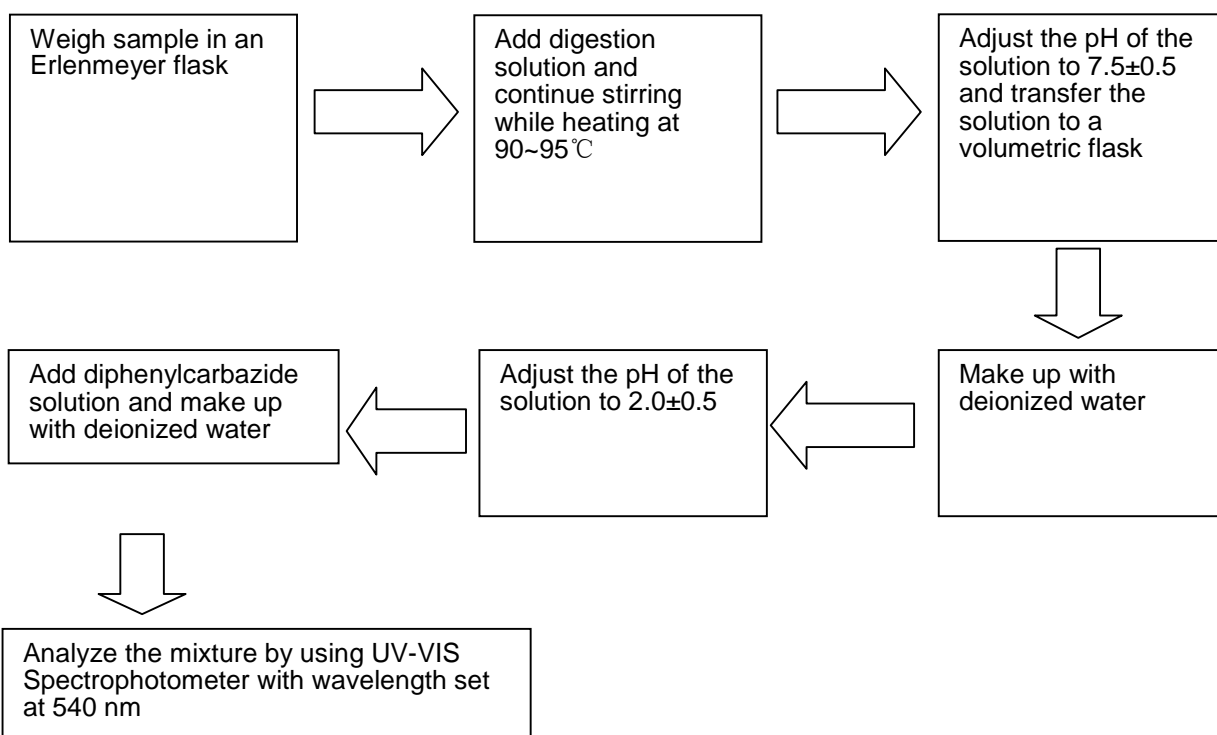 Weigh sample in an
Erlenmeyer flask
Add digestion
solution and
continue stirring
while heating at
90~95℃
Adjust the pH of the
solution to 7.5±0.5
and transfer the
solution to a
volumetric flask
Make up with
deionized water
Adjust the pH of the
solution to 2.0±0.5
Add diphenylcarbazide
solution and make up
with deionized water
Analyze the mixture by using UV-VIS
Spectrophotometer with wavelength set
at 540 nm